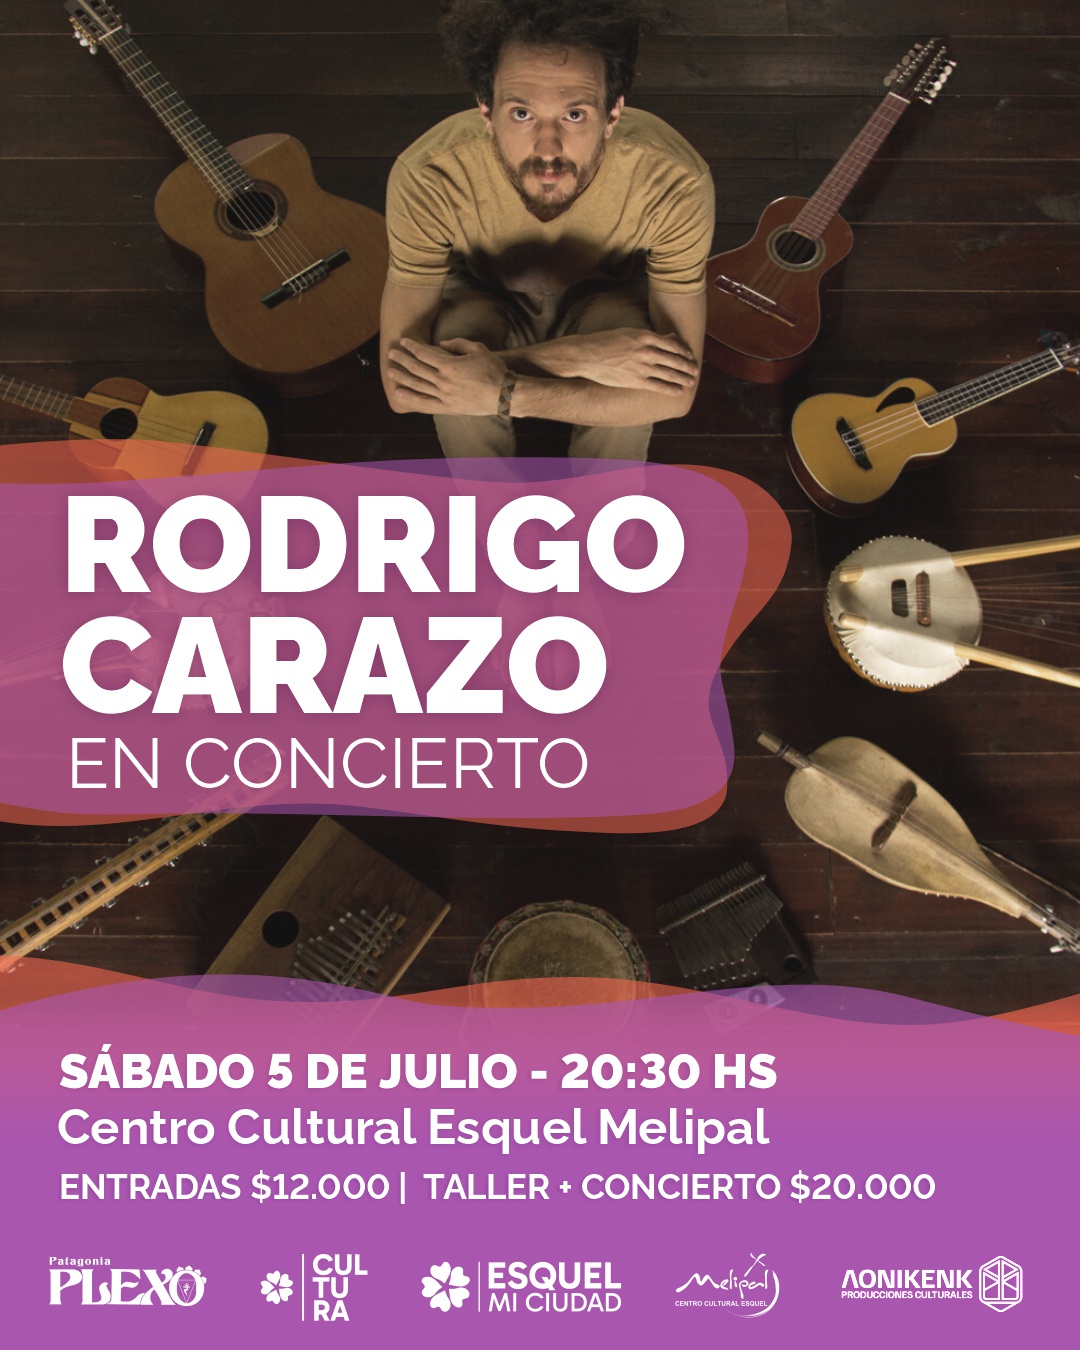 RODRIGO
CARAZO
EN CONCIERTO
SÁBADO 5 DE JULIO - 20:30 HS
Centro Cultural Esquel Melipal
ENTRADAS $12.000 | TALLER + CONCIERTO $20.000
Patagonia
PLEXO
CUL
TU
RA
ESQUEL
MI CIUDAD
Melipal
CENTRO CULTURAL ESQUEL
AONIKENK
PRODUCCIONES CULTURALES